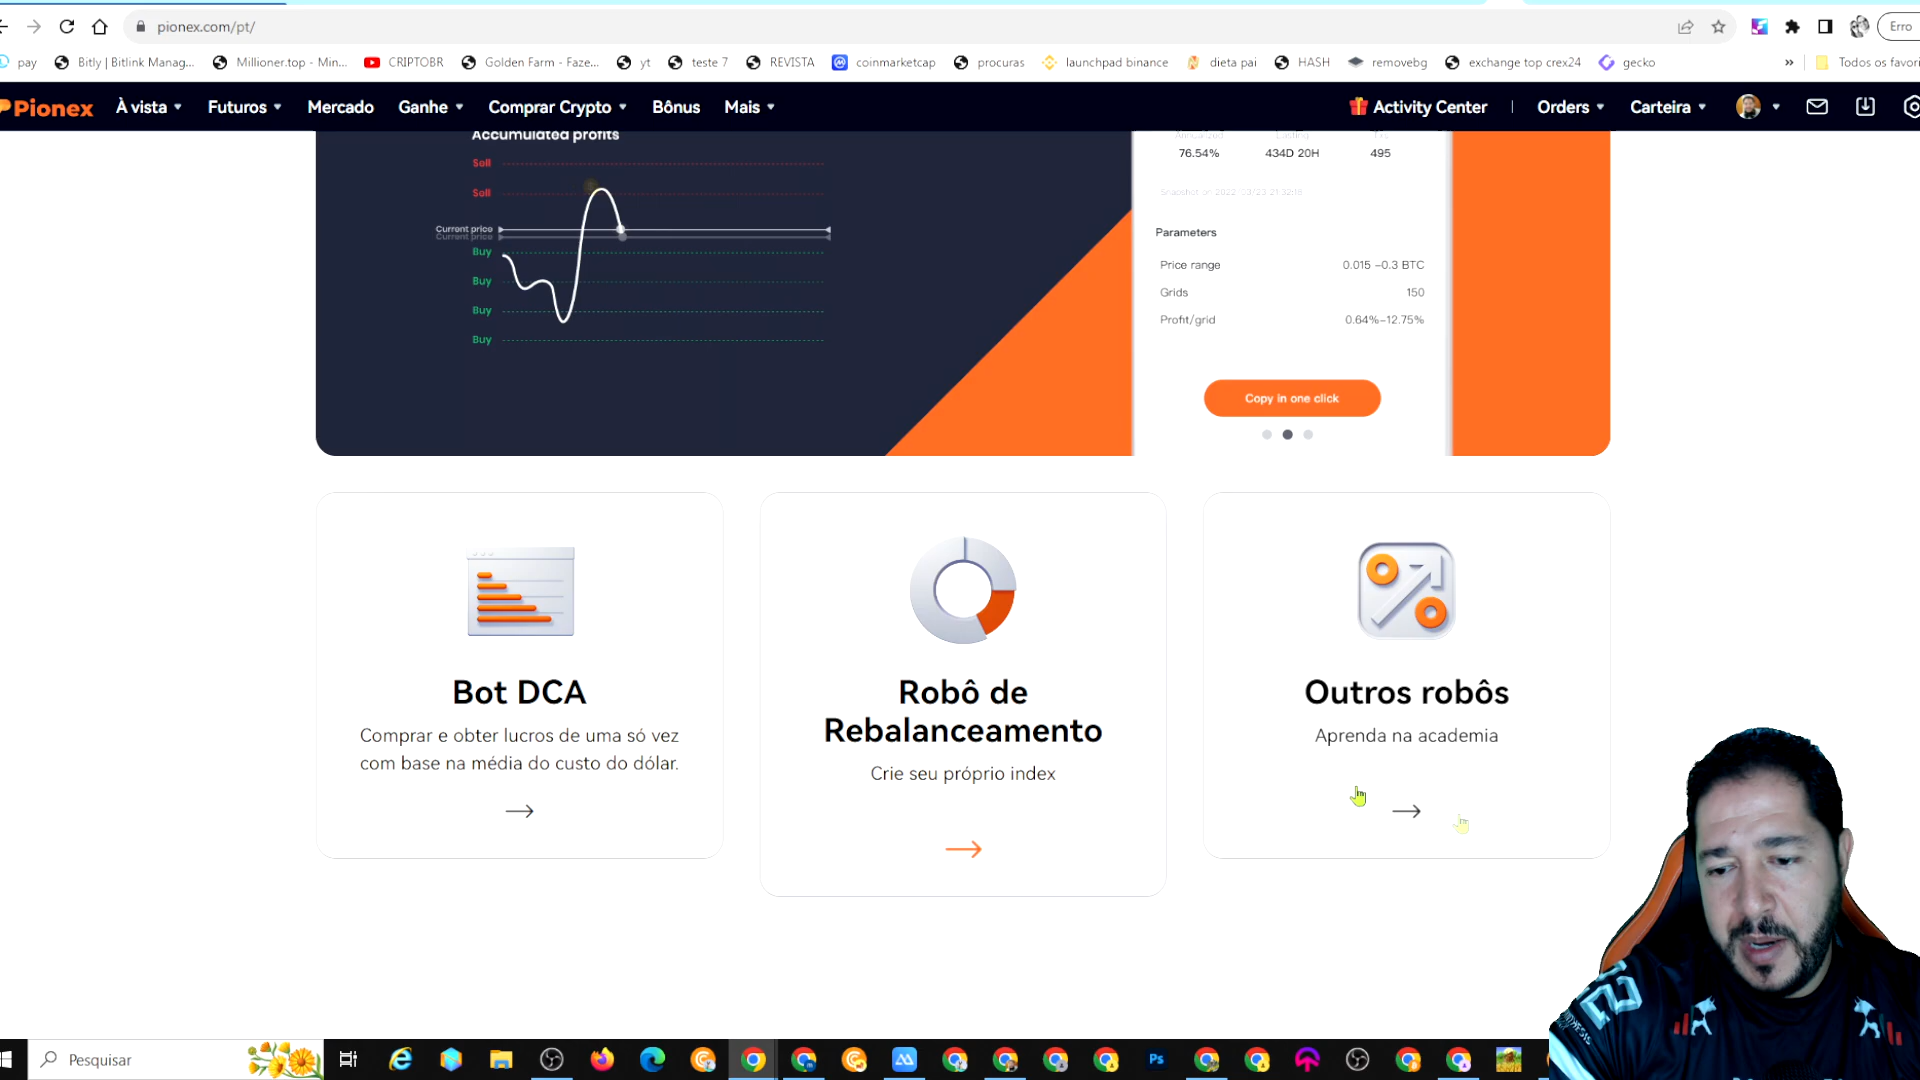 pionex.com/pt/
Erro
pay
Bitly | Bitlink Manag...
Millioner.top - Min...
CRIPTOBR
Golden Farm - Faze...
yt
teste 7
REVISTA
coinmarketcap
procuras
launchpad binance
dieta pai
HASH
removebg
exchange top crex24
gecko
»
Todos os favori
Pionex
À vista
Futuros
Mercado
Ganhe
Comprar Crypto
Bônus
Mais
Activity Center
Orders
Carteira
Accumulated profits
Sell
Sell
Current price
Current price
Buy
Buy
Buy
Buy
Annualized
76.54%
434D 20H
495
Parameters
Price range
0.015 –0.3 BTC
Grids
150
Profit/grid
0.64%–12.75%
Copy in one click
Bot DCA
Comprar e obter lucros de uma só vez
com base na média do custo do dólar.
Robô de
Rebalanceamento
Crie seu próprio index
Outros robôs
Aprenda na academia
Pesquisar
Ps